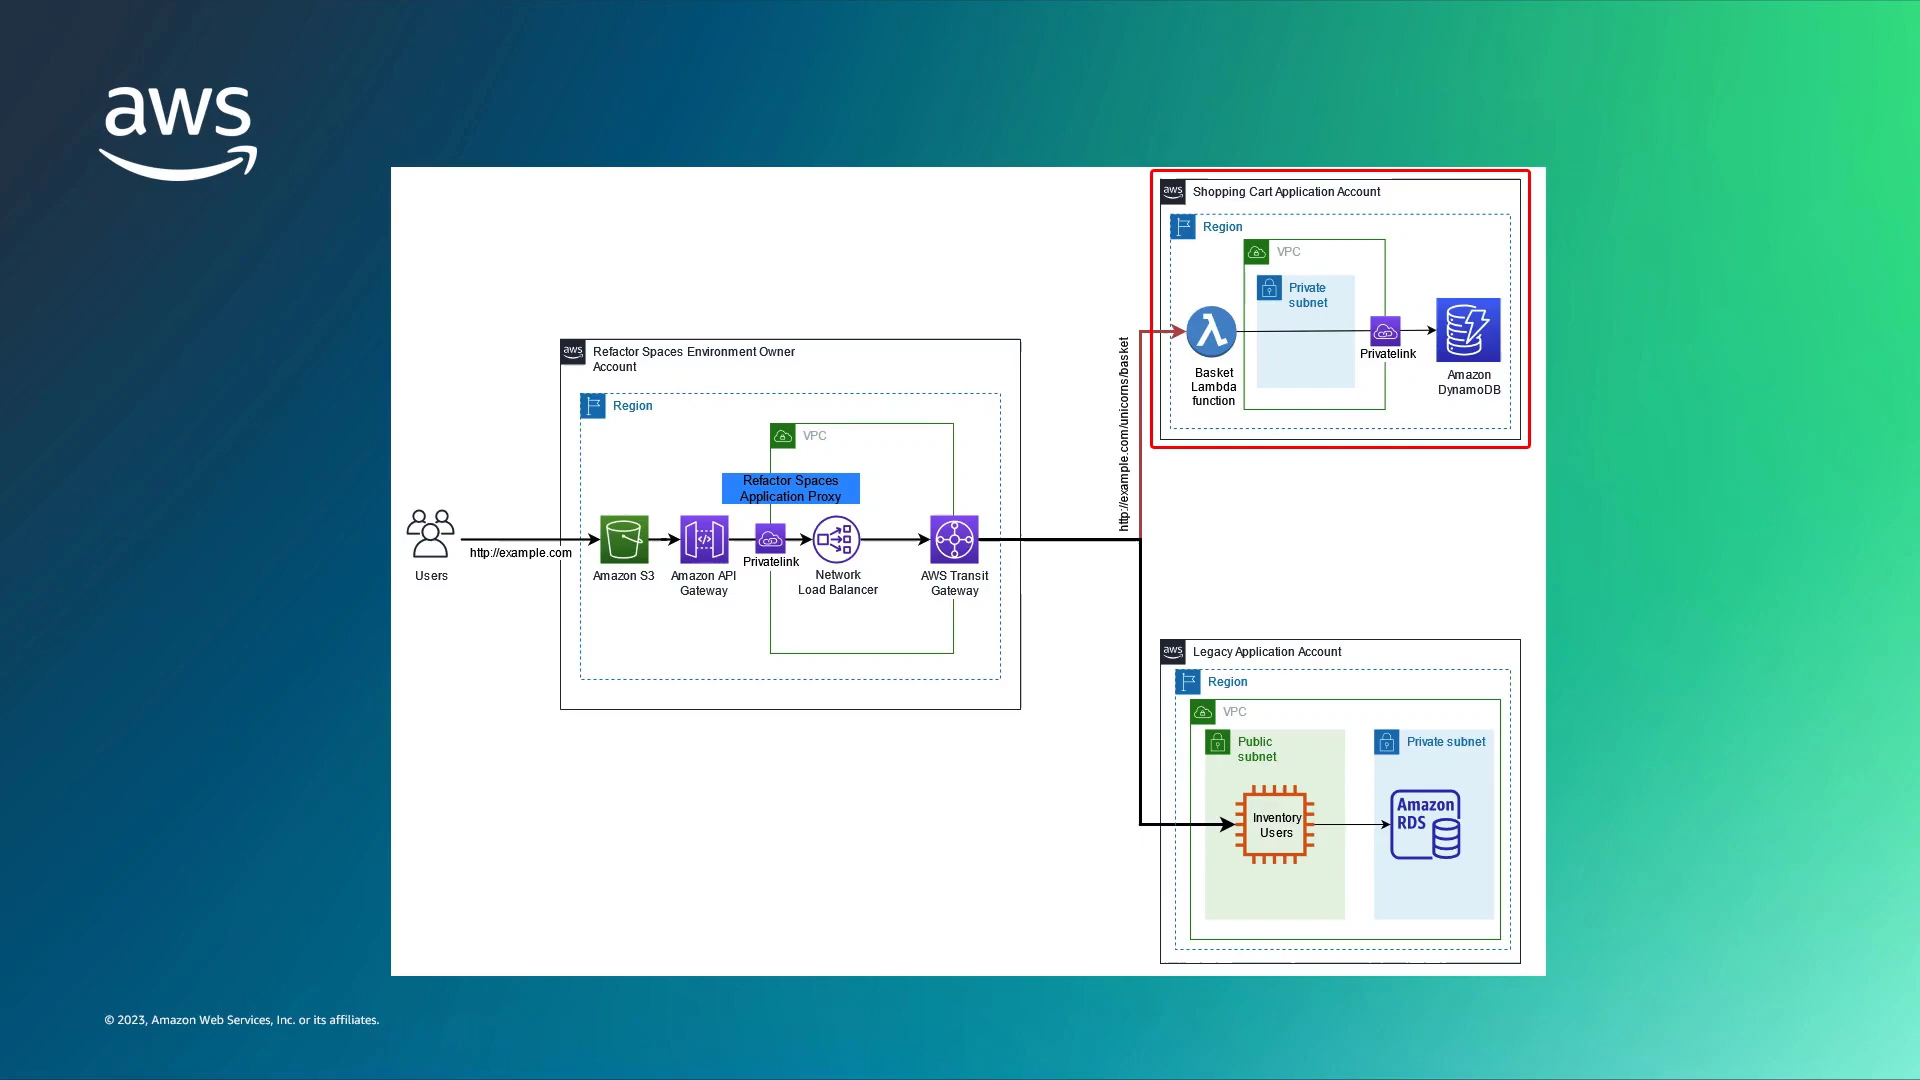 aws
aws
Shopping Cart Application Account
Region
VPC
Private
subnet
Privatelink
Basket
Lambda
function
Amazon
DynamoDB
http://example.com/unicorns/basket
aws
Refactor Spaces Environment Owner
Account
Region
VPC
Refactor Spaces
Application Proxy
http://example.com
Users
Amazon S3
Amazon API
Gateway
Privatelink
Network
Load Balancer
AWS Transit
Gateway
aws
Legacy Application Account
Region
VPC
Public
subnet
Private subnet
Inventory
Users
Amazon
RDS
© 2023, Amazon Web Services, Inc. or its affiliates.